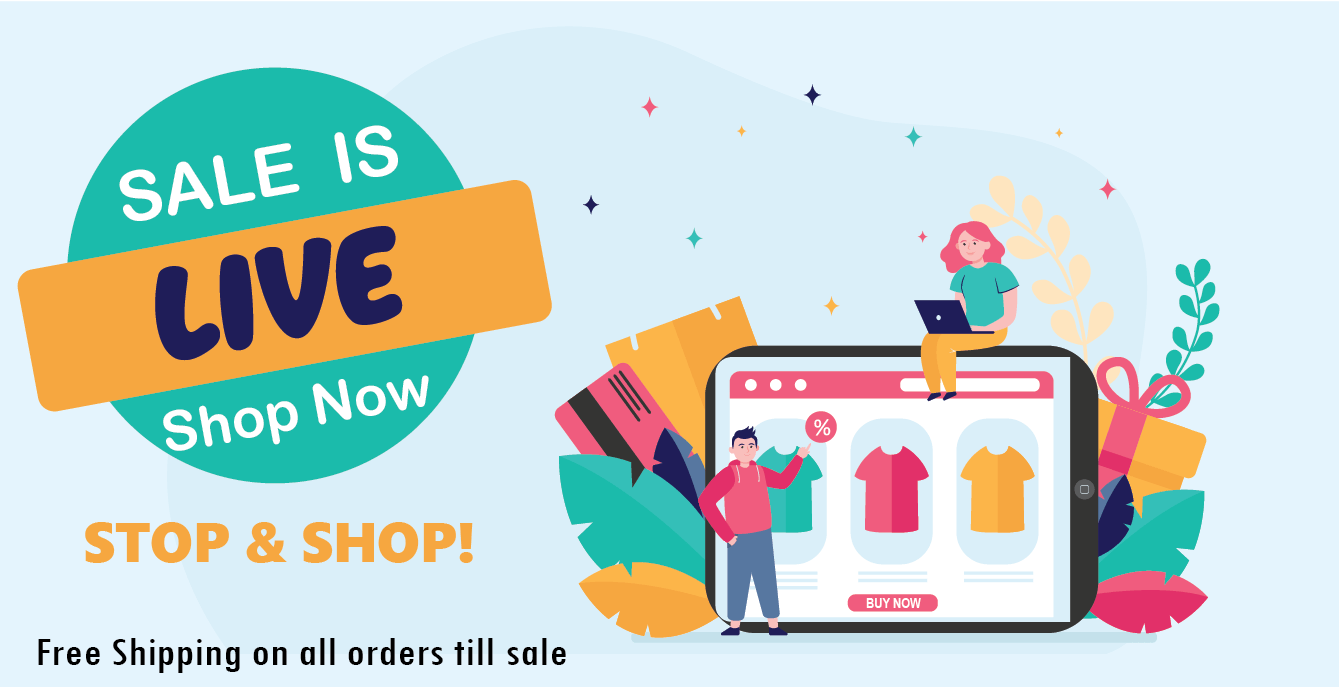 SALE IS
LIVE
Shop Now
STOP & SHOP!
Free Shipping on all orders till sale
%
BUY NOW